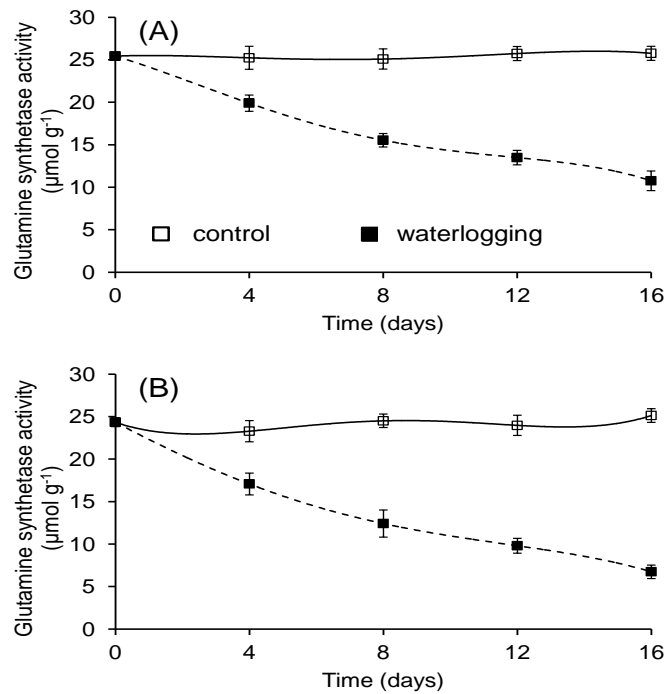 (A)
Glutamine synthetase activity
(µmol g⁻¹)
30
25
20
15
10
5
0
control
waterlogging
0 4 8 12 16
Time (days)
(B)
Glutamine synthetase activity
(µmol g⁻¹)
30
25
20
15
10
5
0
0 4 8 12 16
Time (days)